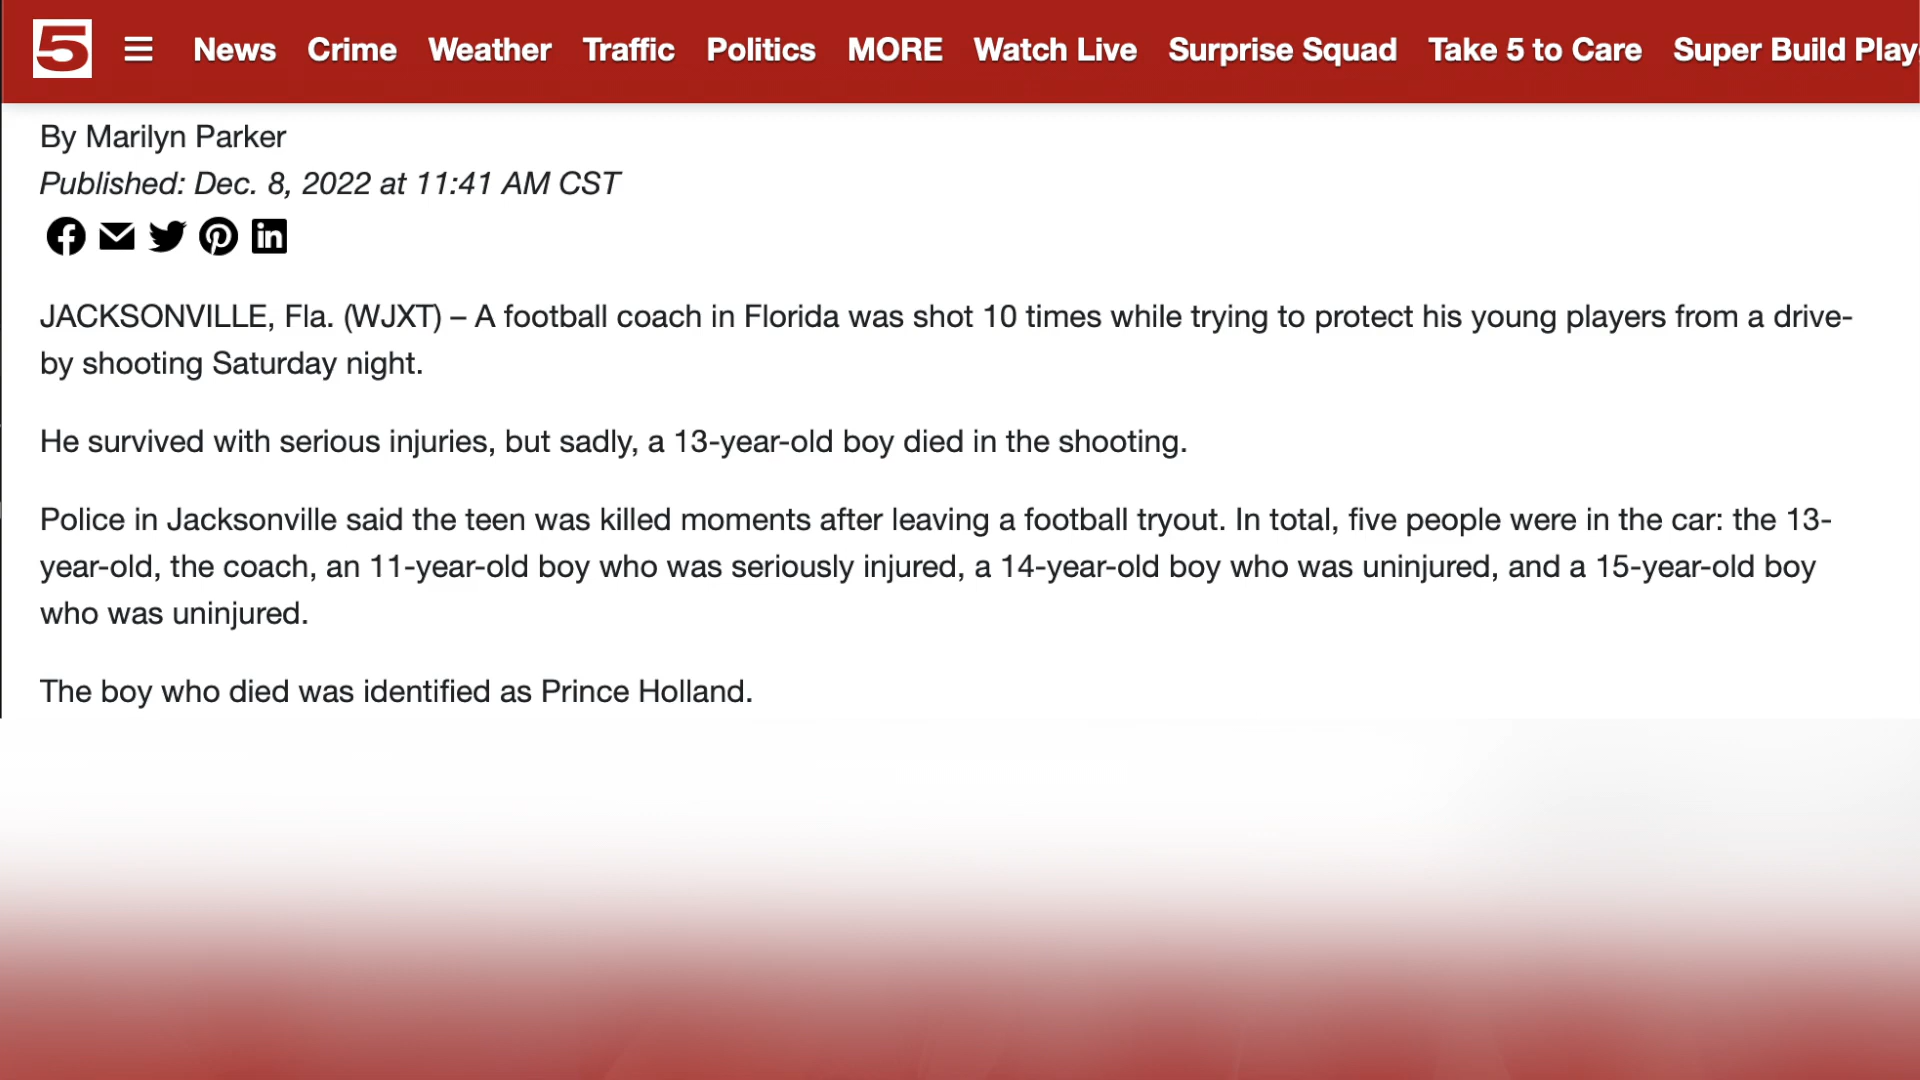 5 News Crime Weather Traffic Politics MORE Watch Live Surprise Squad Take 5 to Care Super Build Play
By Marilyn Parker
Published: Dec. 8, 2022 at 11:41 AM CST
JACKSONVILLE, Fla. (WJXT) – A football coach in Florida was shot 10 times while trying to protect his young players from a drive-
by shooting Saturday night.
He survived with serious injuries, but sadly, a 13-year-old boy died in the shooting.
Police in Jacksonville said the teen was killed moments after leaving a football tryout. In total, five people were in the car: the 13-
year-old, the coach, an 11-year-old boy who was seriously injured, a 14-year-old boy who was uninjured, and a 15-year-old boy
who was uninjured.
The boy who died was identified as Prince Holland.